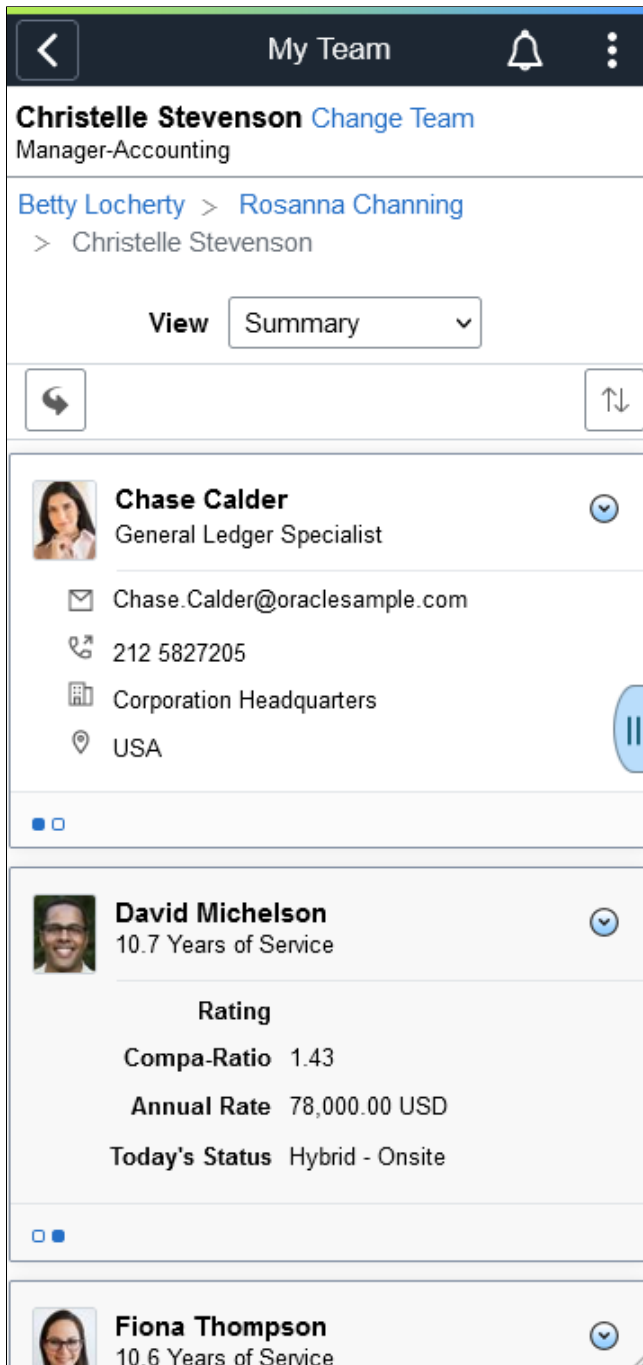 My Team
Christelle Stevenson Change Team
Manager-Accounting
Betty Locherty > Rosanna Channing
> Christelle Stevenson
View Summary
Chase Calder
General Ledger Specialist
Chase.Calder@oraclesample.com
212 5827205
Corporation Headquarters
USA
David Michelson
10.7 Years of Service
Rating
Compa-Ratio 1.43
Annual Rate 78,000.00 USD
Today's Status Hybrid - Onsite
Fiona Thompson
10.6 Years of Service